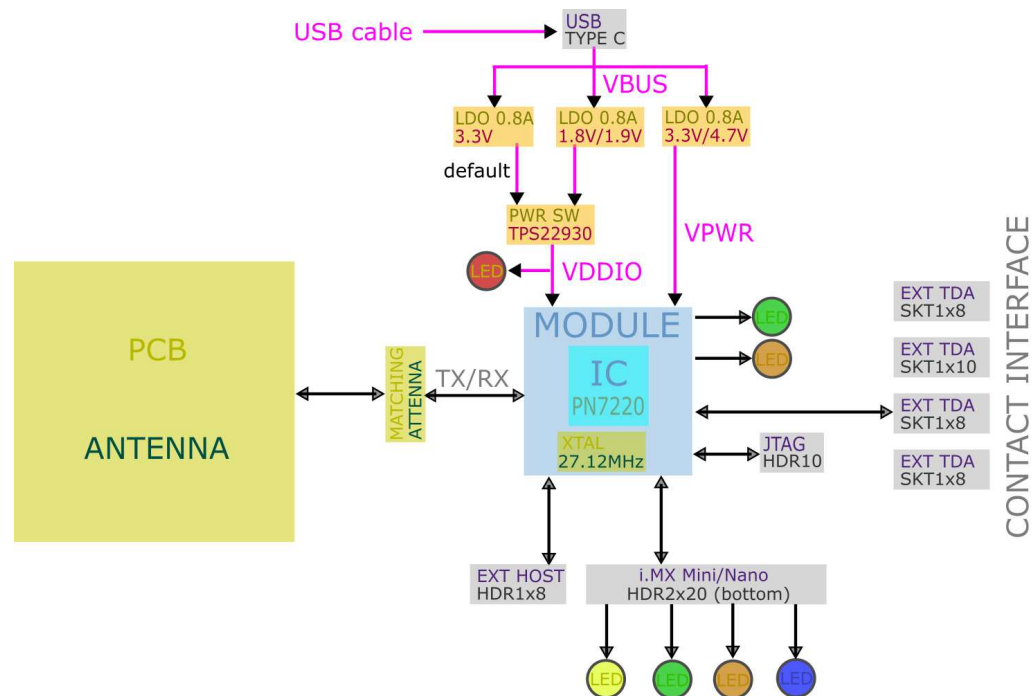 USB cable
USB
TYPE C
VBUS
LDO 0.8A
3.3V
LDO 0.8A
1.8V/1.9V
LDO 0.8A
3.3V/4.7V
default
PWR SW
TPS22930
VPWR
LED
VDDIO
PCB
ANTENNA
MATCHING
ATTENNA
TX/RX
MODULE
IC
PN7220
XTAL
27.12MHz
LED
LED
EXT TDA
SKT1x8
EXT TDA
SKT1x10
EXT TDA
SKT1x8
EXT TDA
SKT1x8
CONTACT INTERFACE
JTAG
HDR10
EXT HOST
HDR1x8
i.MX Mini/Nano
HDR2x20 (bottom)
LED
LED
LED
LED